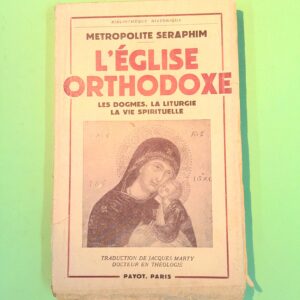 BIBLIOTHÈQUE HISTORIQUE
METROPOLITE SERAPHIM
L'ÉGLISE
ORTHODOXE
LES DOGMES, LA LITURGIE
LA VIE SPIRITUELLE
TRADUCTION DE JACQUES MARTY
DOCTEUR EN THÉOLOGIE
PAYOT, PARIS